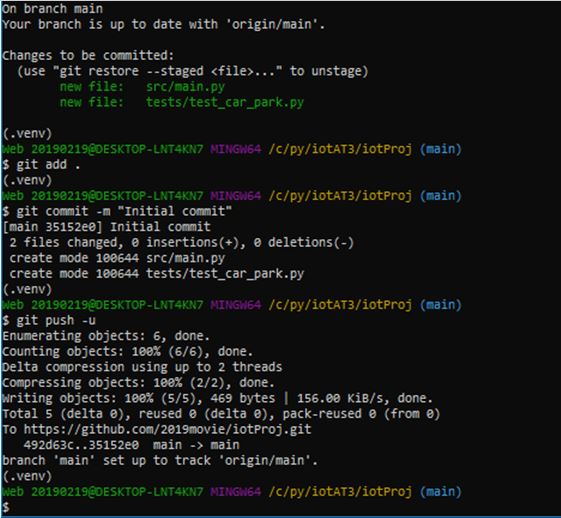 On branch main
Your branch is up to date with 'origin/main'.
Changes to be committed:
(use "git restore --staged <file>..." to unstage)
new file: src/main.py
new file: tests/test_car_park.py
(.venv)
Web 20190219@DESKTOP-LNT4KN7 MINGW64 /c/py/iotAT3/iotProj (main)
$ git add .
(.venv)
Web 20190219@DESKTOP-LNT4KN7 MINGW64 /c/py/iotAT3/iotProj (main)
$ git commit -m "Initial commit"
[main 35152e0] Initial commit
2 files changed, 0 insertions(+), 0 deletions(-)
create mode 100644 src/main.py
create mode 100644 tests/test_car_park.py
(.venv)
Web 20190219@DESKTOP-LNT4KN7 MINGW64 /c/py/iotAT3/iotProj (main)
$ git push -u
Enumerating objects: 6, done.
Counting objects: 100% (6/6), done.
Delta compression using up to 2 threads
Compressing objects: 100% (2/2), done.
Writing objects: 100% (5/5), 469 bytes | 156.00 KiB/s, done.
Total 5 (delta 0), reused 0 (delta 0), pack-reused 0 (from 0)
To https://github.com/2019movie/iotProj.git
492d63c..35152e0 main -> main
branch 'main' set up to track 'origin/main'.
(.venv)
Web 20190219@DESKTOP-LNT4KN7 MINGW64 /c/py/iotAT3/iotProj (main)
$